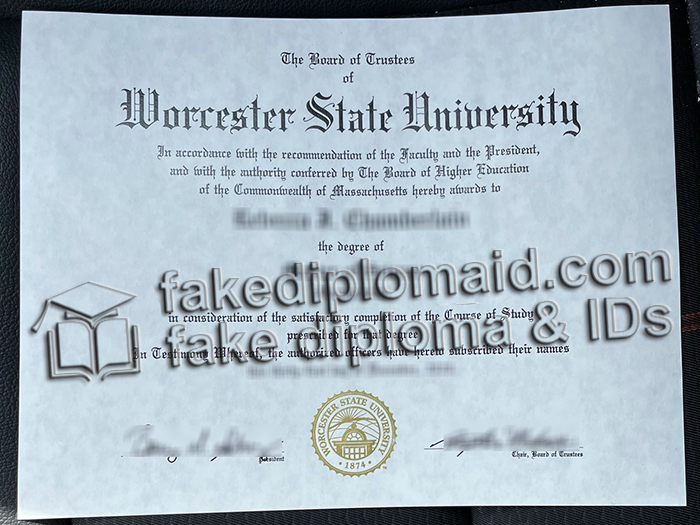 The Board of Trustees
of
Worcester State University
In accordance with the recommendation of the Faculty and the President,
and with the authority conferred by The Board of Higher Education
of the Commonwealth of Massachusetts hereby awards to
the degree of
fakediplomaid.com
in consideration of the satisfactory completion of the Course of Study
fake diploma & IDs
prescribed for that degree
In Testimony Whereof, the authorized officers have hereto subscribed their names
WORCESTER STATE UNIVERSITY
• 1874 •
President
Chair, Board of Trustees